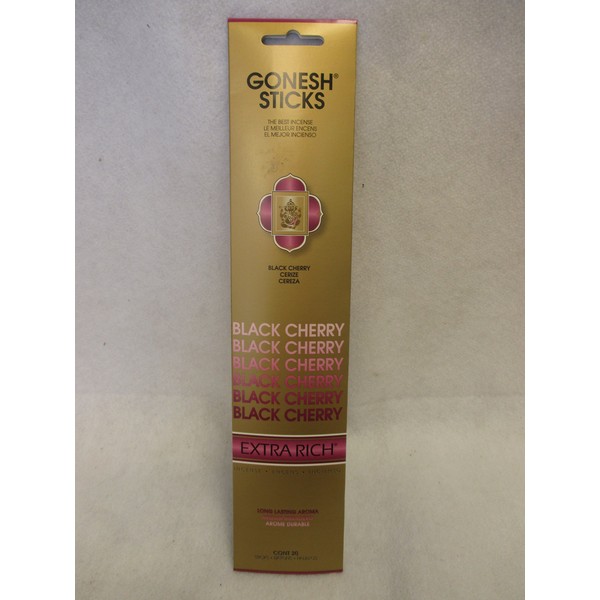 GONESH®
STICKS
THE BEST INCENSE
LE MEILLEUR ENCENS
EL MEJOR INCIENSO
BLACK CHERRY
CERIZE
CEREZA
BLACK CHERRY
BLACK CHERRY
BLACK CHERRY
BLACK CHERRY
BLACK CHERRY
BLACK CHERRY
EXTRA RICH®
LONG LASTING AROMA
AROMA DURABLE
CONT 20